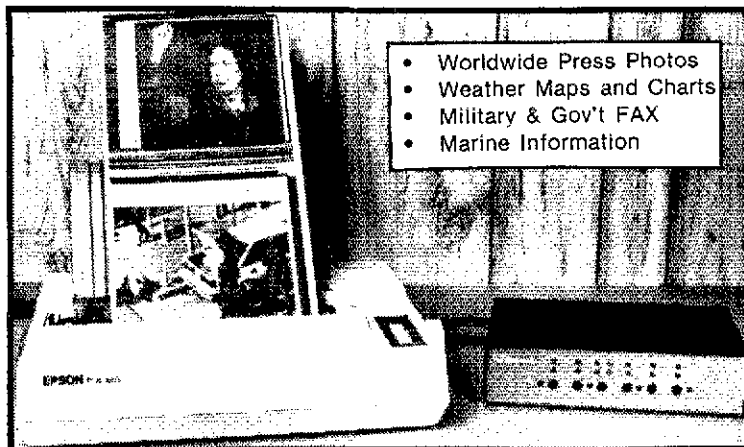 • Worldwide Press Photos
• Weather Maps and Charts
• Military & Gov't FAX
• Marine Information
EPSON